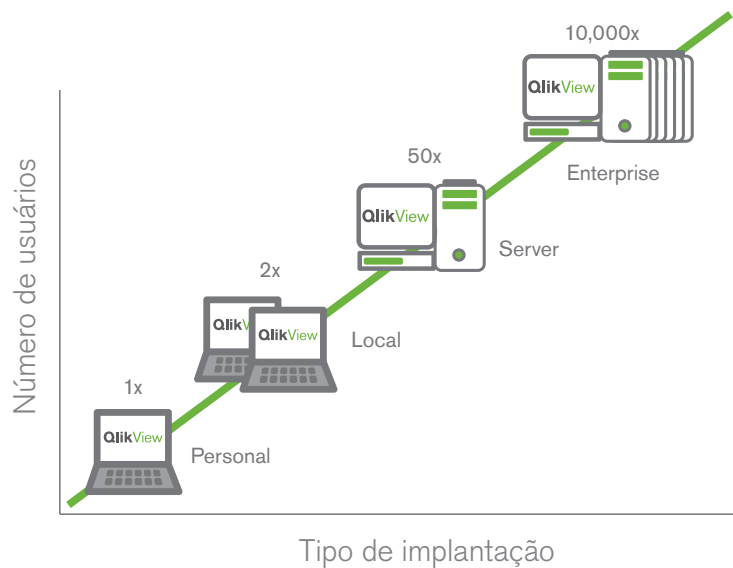 10,000x
QlikView
Enterprise
50x
QlikView
Server
2x
QlikV
QlikView
Local
1x
QlikView
Personal
Número de usuários
Tipo de implantação